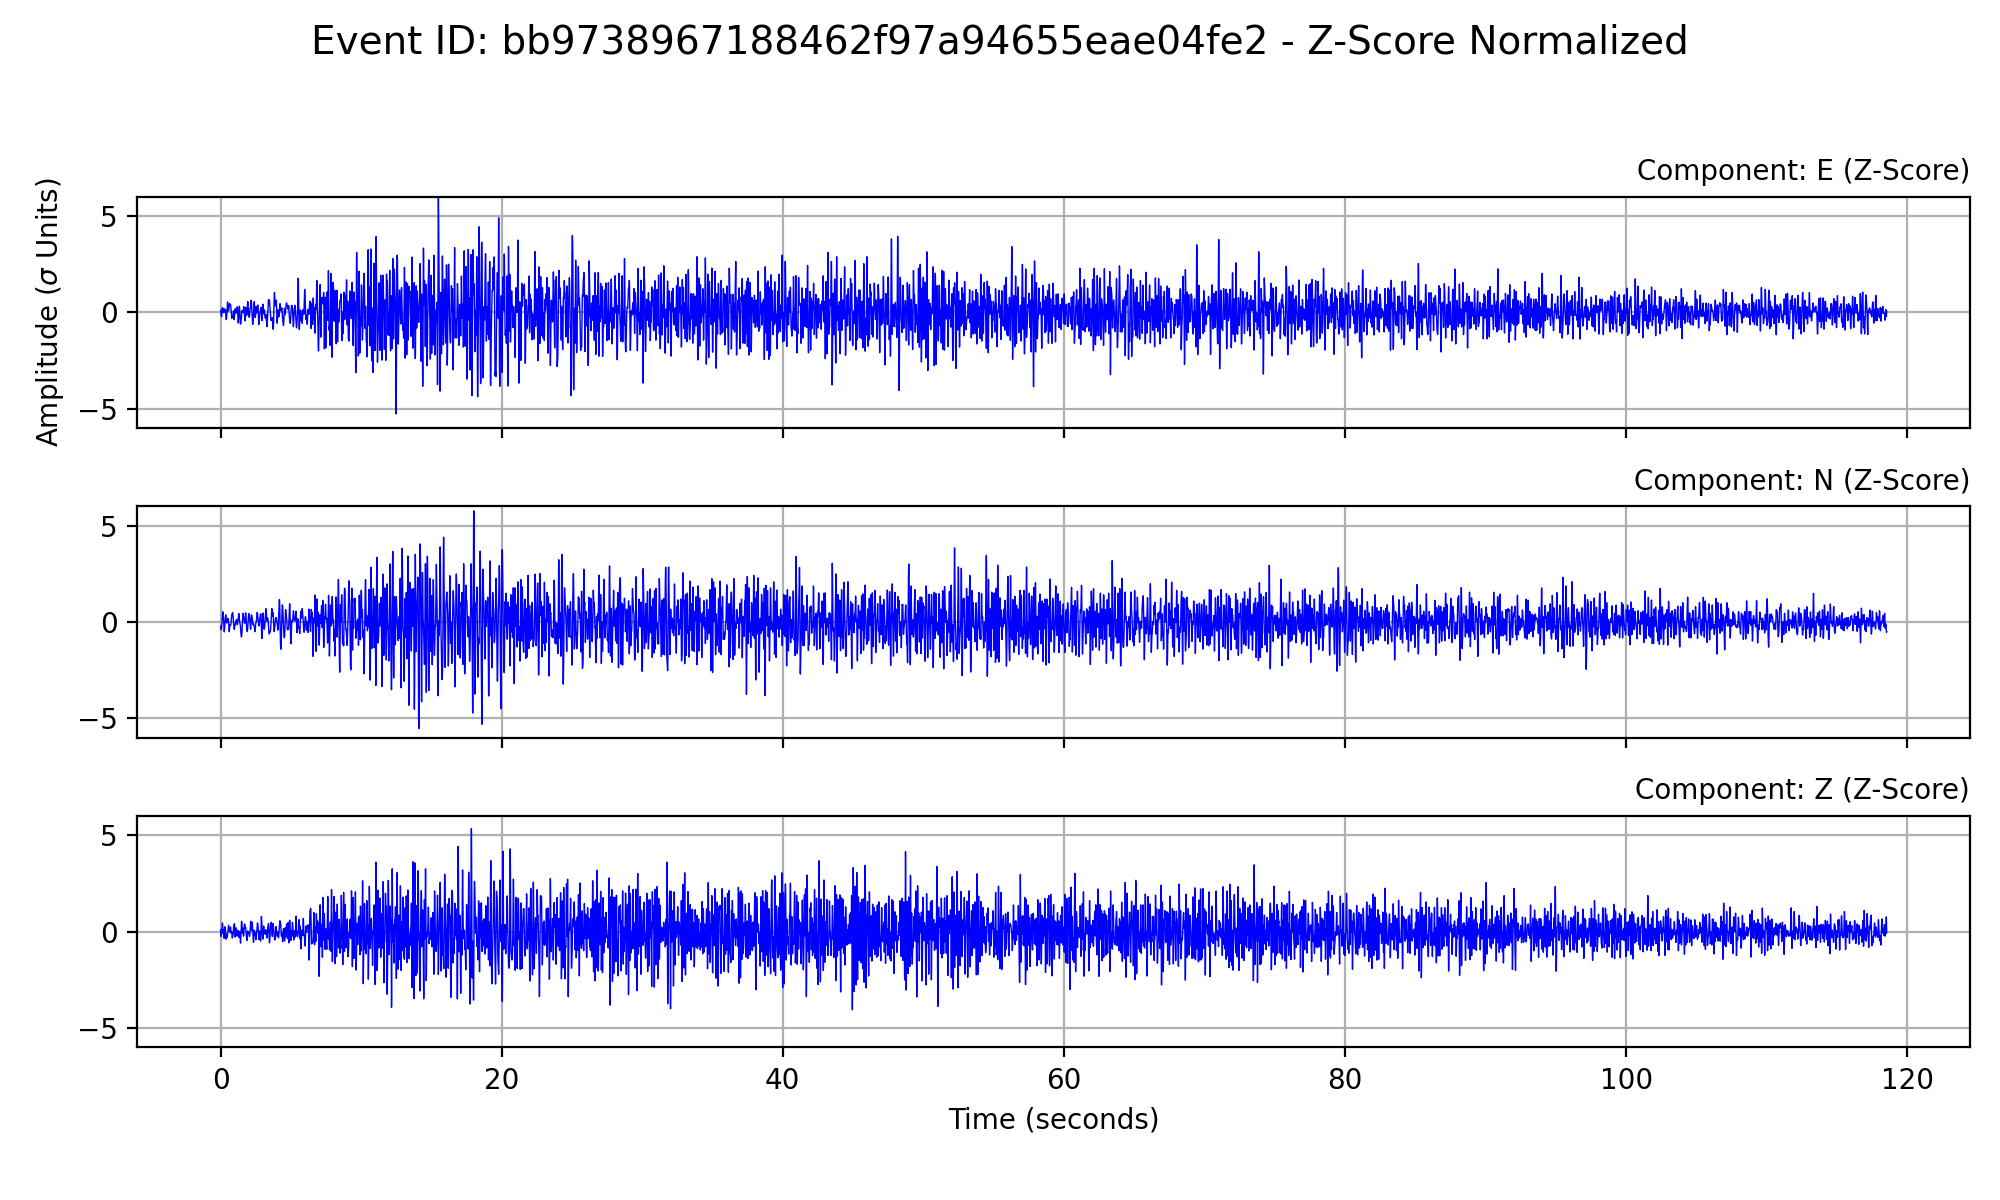 Event ID: bb9738967188462f97a94655eae04fe2 - Z-Score Normalized
Component: E (Z-Score)
Amplitude (σ Units)
5
0
−5
Component: N (Z-Score)
5
0
−5
Component: Z (Z-Score)
5
0
−5
0 20 40 60 80 100 120
Time (seconds)